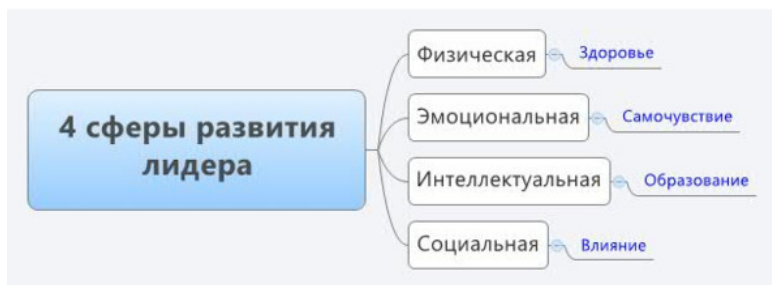 4 сферы развития
лидера
Физическая
Здоровье
Эмоциональная
Самочувствие
Интеллектуальная
Образование
Социальная
Влияние